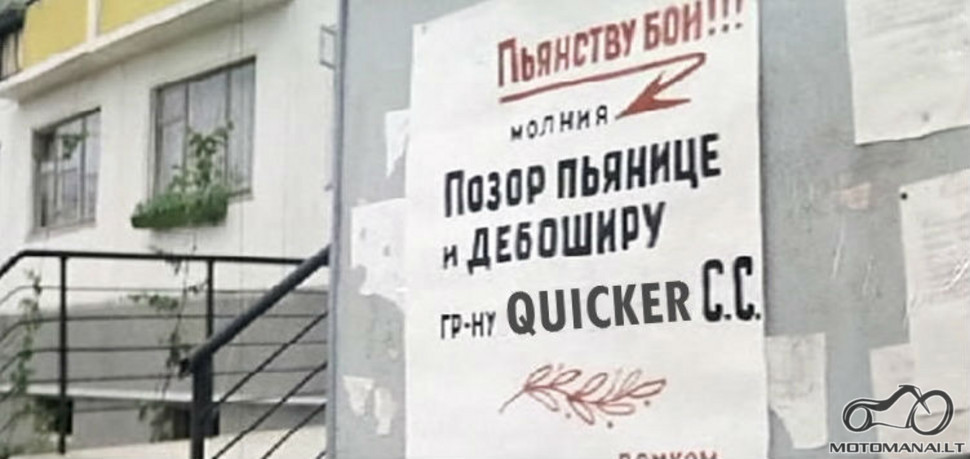 ПЬЯНСТВУ БОЙ!!!
МОЛНИЯ
ПОЗОР ПЬЯНИЦЕ
И ДЕБОШИРУ
ГР-НУ QUICKER С.С.
MOTOMANAI.LT